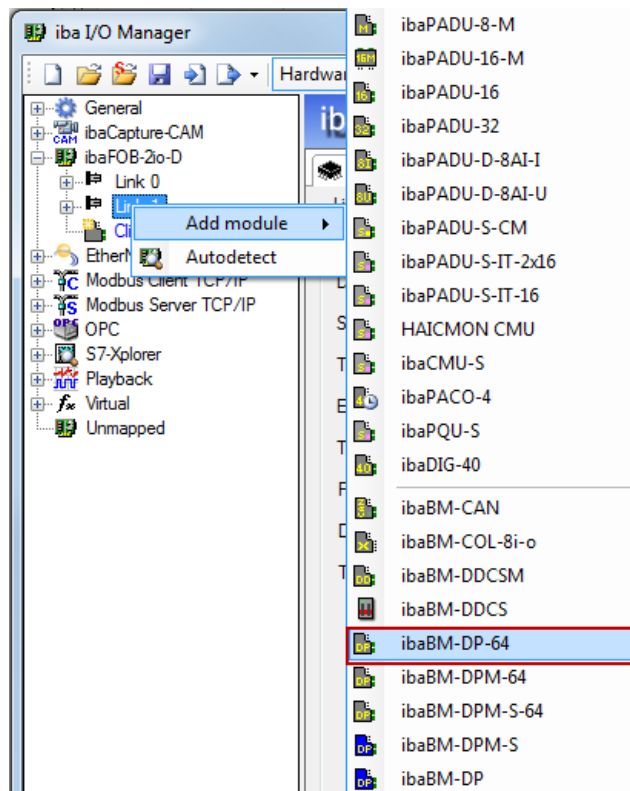 iba I/O Manager
Hardwar
General
ibaCapture-CAM
ibaFOB-2io-D
Link 0
Add module
Autodetect
Modbus Client TCP/IP
Modbus Server TCP/IP
OPC
S7-Xplorer
Playback
Virtual
Unmapped
ibaPADU-8-M
ibaPADU-16-M
ibaPADU-16
ibaPADU-32
ibaPADU-D-8AI-I
ibaPADU-D-8AI-U
ibaPADU-S-CM
ibaPADU-S-IT-2x16
ibaPADU-S-IT-16
HAICMON CMU
ibaCMU-S
ibaPACO-4
ibaPQU-S
ibaDIG-40
ibaBM-CAN
ibaBM-COL-8i-o
ibaBM-DDCSM
ibaBM-DDCS
ibaBM-DP-64
ibaBM-DPM-64
ibaBM-DPM-S-64
ibaBM-DPM-S
ibaBM-DP